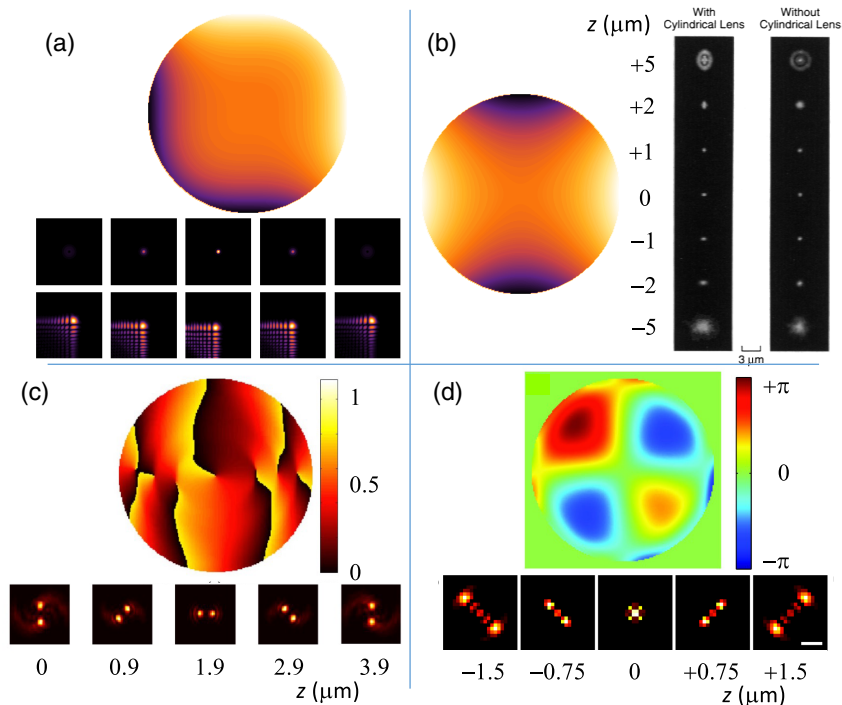 (a)
(b)
z (µm)
With
Cylindrical Lens
Without
Cylindrical Lens
+5
+2
+1
0
−1
−2
−5
3 µm
(c)
1
0.5
0
0
0.9
1.9
2.9
3.9
z (µm)
(d)
+π
0
−π
−1.5
−0.75
0
+0.75
+1.5
z (µm)